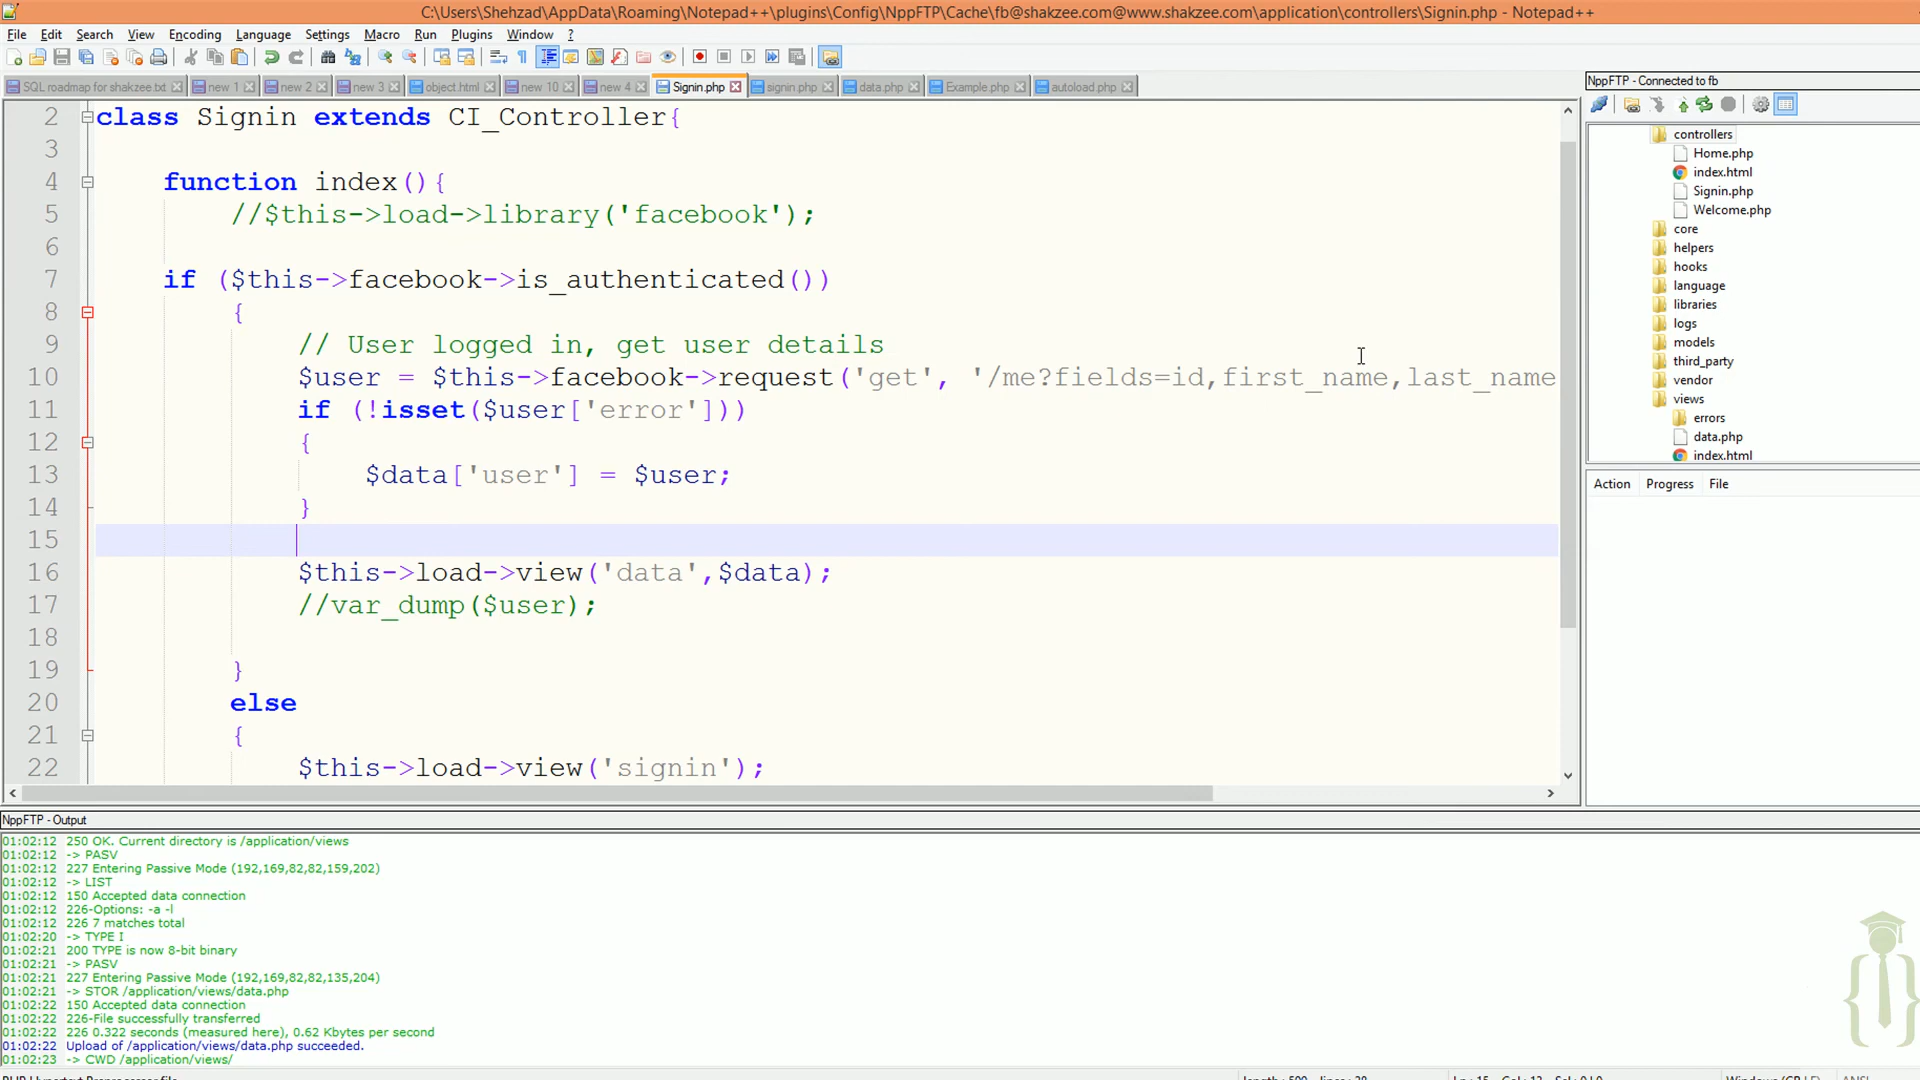 C:\Users\Shehzad\AppData\Roaming\Notepad++\plugins\Config\NppFTP\Cache\fb@shakzee.com@www.shakzee.com\application\controllers\Signin.php - Notepad++
File Edit Search View Encoding Language Settings Macro Run Plugins Window ?
SQL roadmap for shakzee.txt new 1 new 2 new 3 object.html new 10 new 4 Signin.php signin.php data.php Example.php autoload.php
2 class Signin extends CI_Controller{
3
4 function index(){
5 //$this->load->library('facebook');
6
7 if ($this->facebook->is_authenticated())
8 {
9 // User logged in, get user details
10 $user = $this->facebook->request('get', '/me?fields=id,first_name,last_name
11 if (!isset($user['error']))
12 {
13 $data['user'] = $user;
14 }
15
16 $this->load->view('data',$data);
17 //var_dump($user);
18
19 }
20 else
21 {
22 $this->load->view('signin');
NppFTP - Connected to fb
controllers
Home.php
index.html
Signin.php
Welcome.php
core
helpers
hooks
language
libraries
logs
models
third_party
vendor
views
errors
data.php
index.html
Action Progress File
NppFTP - Output
01:02:12 250 OK. Current directory is /application/views
01:02:12 -> PASV
01:02:12 227 Entering Passive Mode (192,169,82,82,159,202)
01:02:12 -> LIST
01:02:12 150 Accepted data connection
01:02:12 226-Options: -a -l
01:02:12 226 7 matches total
01:02:20 -> TYPE I
01:02:21 200 TYPE is now 8-bit binary
01:02:21 -> PASV
01:02:21 227 Entering Passive Mode (192,169,82,82,135,204)
01:02:21 -> STOR /application/views/data.php
01:02:22 150 Accepted data connection
01:02:22 226-File successfully transferred
01:02:22 226 0.322 seconds (measured here), 0.62 Kbytes per second
01:02:22 Upload of /application/views/data.php succeeded.
01:02:23 -> CWD /application/views/